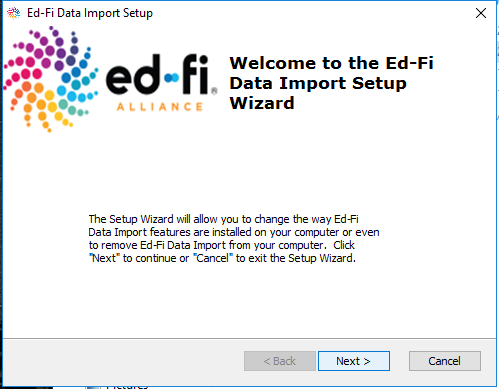 Ed-Fi Data Import Setup
ed-fi®
ALLIANCE
Welcome to the Ed-Fi
Data Import Setup
Wizard
The Setup Wizard will allow you to change the way Ed-Fi
Data Import features are installed on your computer or even
to remove Ed-Fi Data Import from your computer. Click
"Next" to continue or "Cancel" to exit the Setup Wizard.
< Back
Next >
Cancel
Pictures